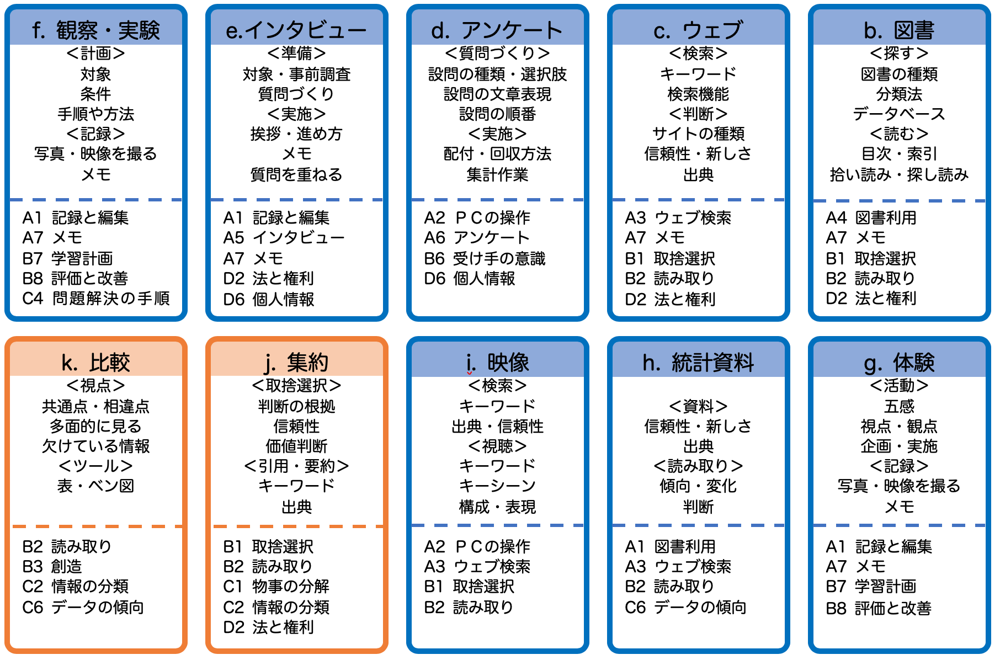 f. 観察・実験
＜計画＞
対象
条件
手順や方法
＜記録＞
写真・映像を撮る
メモ
A1 記録と編集
A7 メモ
B7 学習計画
B8 評価と改善
C4 問題解決の手順
e.インタビュー
＜準備＞
対象・事前調査
質問づくり
＜実施＞
挨拶・進め方
メモ
質問を重ねる
A1 記録と編集
A5 インタビュー
A7 メモ
D2 法と権利
D6 個人情報
d. アンケート
＜質問づくり＞
設問の種類・選択肢
設問の文章表現
設問の順番
＜実施＞
配付・回収方法
集計作業
A2 ＰＣの操作
A6 アンケート
B6 受け手の意識
D6 個人情報
c. ウェブ
＜検索＞
キーワード
検索機能
＜判断＞
サイトの種類
信頼性・新しさ
出典
A3 ウェブ検索
A7 メモ
B1 取捨選択
B2 読み取り
D2 法と権利
b. 図書
＜探す＞
図書の種類
分類法
データベース
＜読む＞
目次・索引
拾い読み・探し読み
A4 図書利用
A7 メモ
B1 取捨選択
B2 読み取り
D2 法と権利
k. 比較
＜視点＞
共通点・相違点
多面的に見る
欠けている情報
＜ツール＞
表・ベン図
B2 読み取り
B3 創造
C2 情報の分類
C6 データの傾向
j. 集約
＜取捨選択＞
判断の根拠
信頼性
価値判断
＜引用・要約＞
キーワード
出典
B1 取捨選択
B2 読み取り
C1 物事の分解
C2 情報の分類
D2 法と権利
i. 映像
＜検索＞
キーワード
出典・信頼性
＜視聴＞
キーワード
キーシーン
構成・表現
A2 ＰＣの操作
A3 ウェブ検索
B1 取捨選択
B2 読み取り
h. 統計資料
＜資料＞
信頼性・新しさ
出典
＜読み取り＞
傾向・変化
判断
A1 図書利用
A3 ウェブ検索
B2 読み取り
C6 データの傾向
g. 体験
＜活動＞
五感
視点・観点
企画・実施
＜記録＞
写真・映像を撮る
メモ
A1 記録と編集
A7 メモ
B7 学習計画
B8 評価と改善